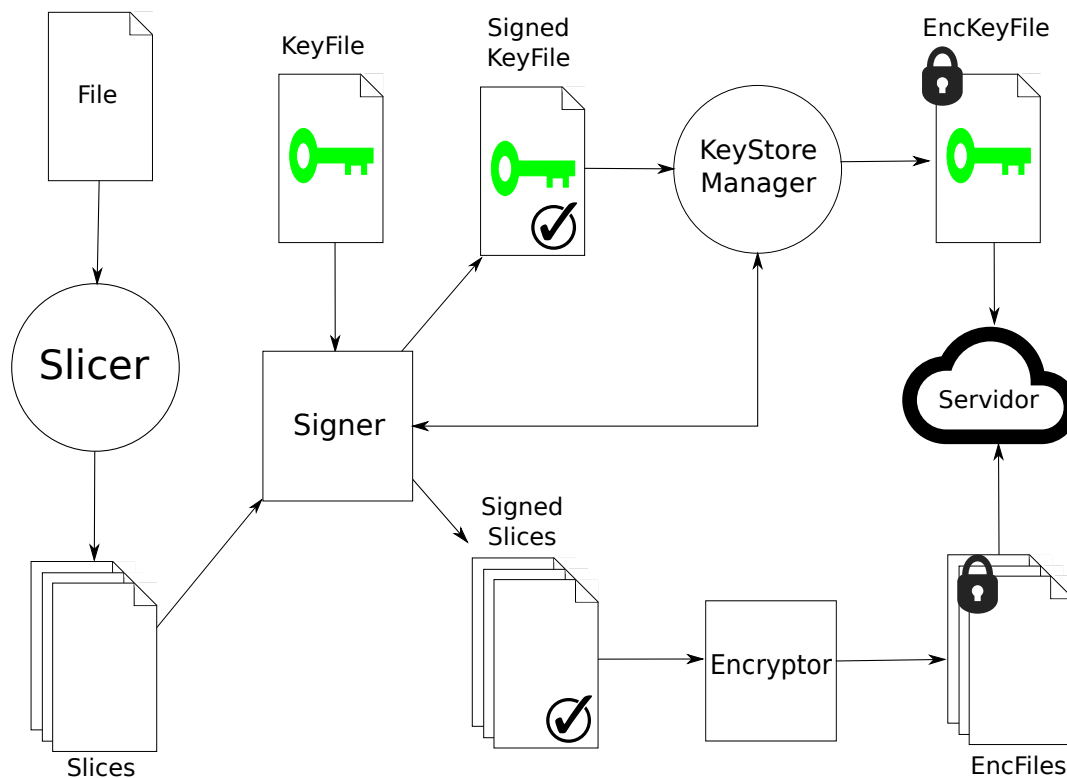 File
KeyFile
Signed
KeyFile
EncKeyFile
KeyStore
Manager
Slicer
Signer
Servidor
Signed
Slices
Encryptor
Slices
EncFiles